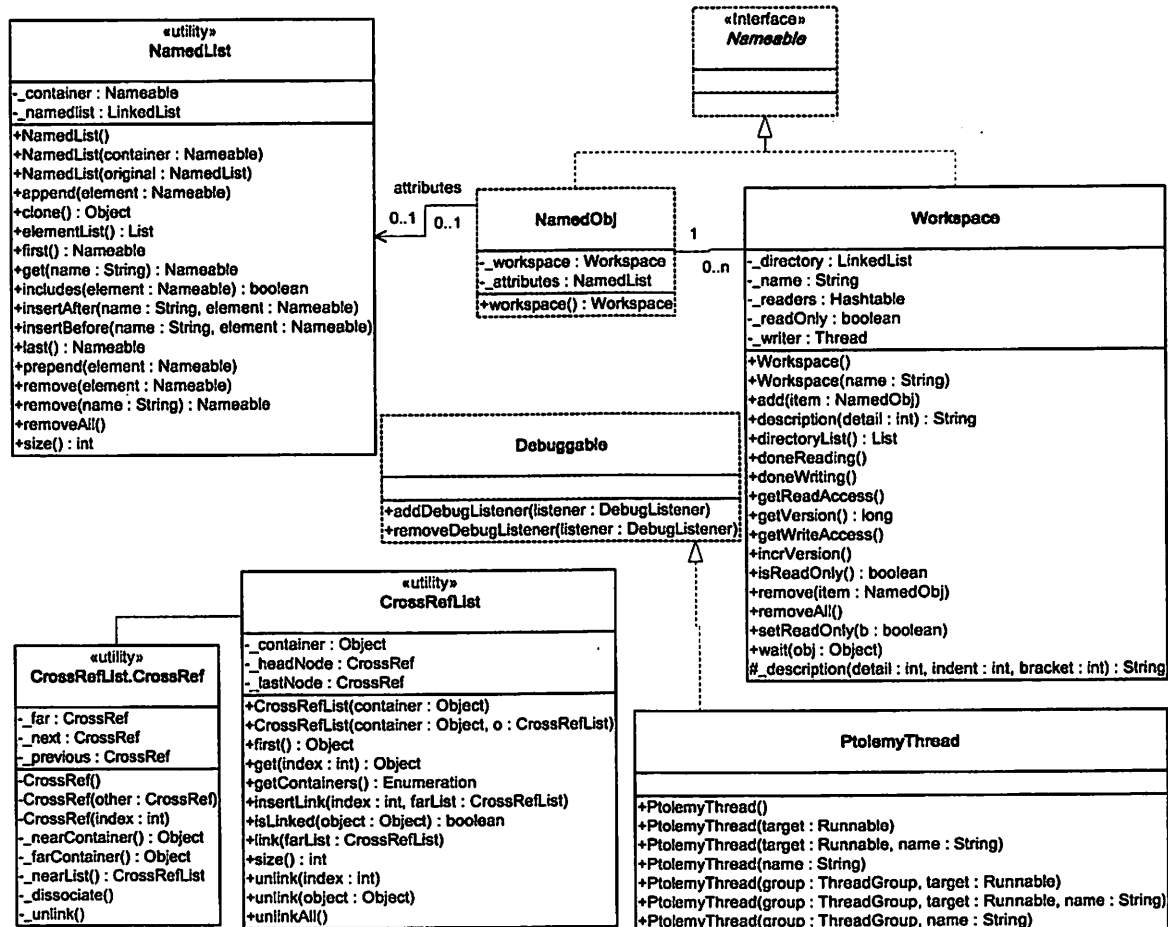 «utility»
NamedList
-_container : Nameable
-_namedlist : LinkedList
+NamedList()
+NamedList(container : Nameable)
+NamedList(original : NamedList)
+append(element : Nameable)
+clone() : Object
+elementList() : List
+first() : Nameable
+get(name : String) : Nameable
+includes(element : Nameable) : boolean
+insertAfter(name : String, element : Nameable)
+insertBefore(name : String, element : Nameable)
+last() : Nameable
+prepend(element : Nameable)
+remove(element : Nameable)
+remove(name : String) : Nameable
+removeAll()
+size() : int
«Interface»
Nameable
attributes
0..1
0..1
NamedObj
-_workspace : Workspace
-_attributes : NamedList
+workspace() : Workspace
1
0..n
Workspace
-_directory : LinkedList
-_name : String
-_readers : Hashtable
-_readOnly : boolean
-_writer : Thread
+Workspace()
+Workspace(name : String)
+add(item : NamedObj)
+description(detail : int) : String
+directoryList() : List
+doneReading()
+doneWriting()
+getReadAccess()
+getVersion() : long
+getWriteAccess()
+incrVersion()
+isReadOnly() : boolean
+remove(item : NamedObj)
+removeAll()
+setReadOnly(b : boolean)
+wait(obj : Object)
#_description(detail : int, indent : int, bracket : int) : String
Debuggable
+addDebugListener(listener : DebugListener)
+removeDebugListener(listener : DebugListener)
«utility»
CrossRefList
-_container : Object
-_headNode : CrossRef
-_lastNode : CrossRef
+CrossRefList(container : Object)
+CrossRefList(container : Object, o : CrossRefList)
+first() : Object
+get(index : int) : Object
+getContainers() : Enumeration
+insertLink(index : int, farList : CrossRefList)
+isLinked(object : Object) : boolean
+link(farList : CrossRefList)
+size() : int
+unlink(index : int)
+unlink(object : Object)
+unlinkAll()
«utility»
CrossRefList.CrossRef
-_far : CrossRef
-_next : CrossRef
-_previous : CrossRef
-CrossRef()
-CrossRef(other : CrossRef)
-CrossRef(index : int)
-_nearContainer() : Object
-_farContainer() : Object
-_nearList() : CrossRefList
-_dissociate()
-_unlink()
PtolemyThread
+PtolemyThread()
+PtolemyThread(target : Runnable)
+PtolemyThread(target : Runnable, name : String)
+PtolemyThread(name : String)
+PtolemyThread(group : ThreadGroup, target : Runnable)
+PtolemyThread(group : ThreadGroup, target : Runnable, name : String)
+PtolemyThread(group : ThreadGroup, name : String)